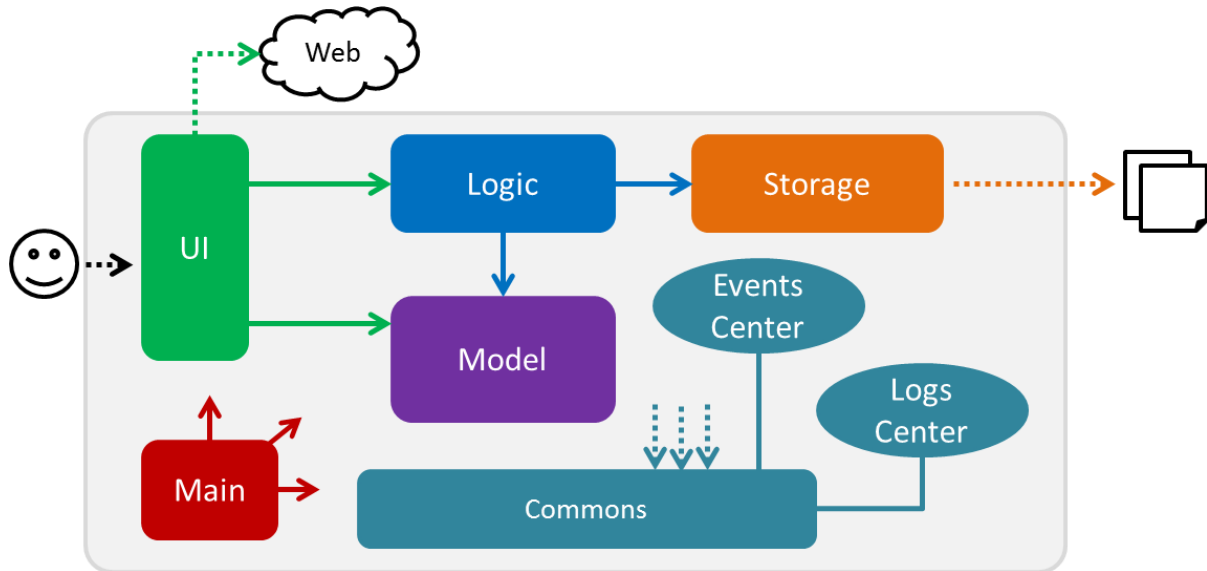 Web
UI
Logic
Storage
Events
Center
Model
Logs
Center
Main
Commons